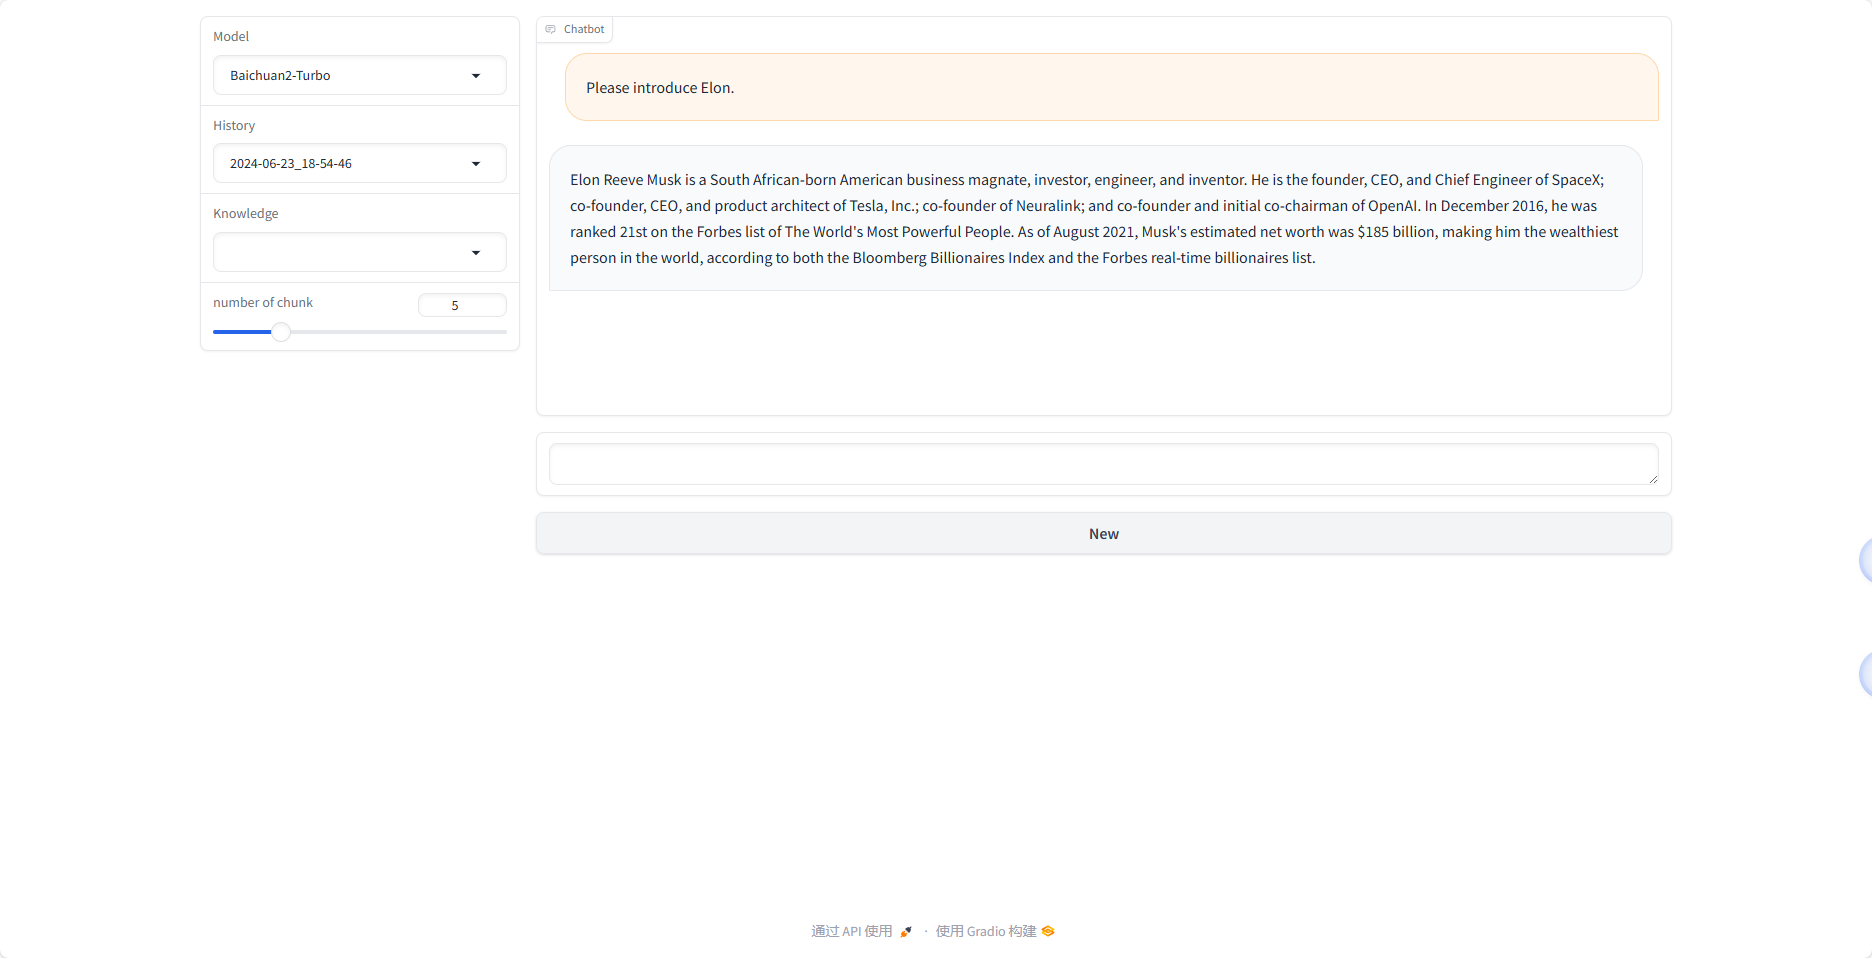 Model
Baichuan2-Turbo
History
2024-06-23_18-54-46
Knowledge
number of chunk
5
Chatbot
Please introduce Elon.
Elon Reeve Musk is a South African-born American business magnate, investor, engineer, and inventor. He is the founder, CEO, and Chief Engineer of SpaceX;
co-founder, CEO, and product architect of Tesla, Inc.; co-founder of Neuralink; and co-founder and initial co-chairman of OpenAI. In December 2016, he was
ranked 21st on the Forbes list of The World's Most Powerful People. As of August 2021, Musk's estimated net worth was $185 billion, making him the wealthiest
person in the world, according to both the Bloomberg Billionaires Index and the Forbes real-time billionaires list.
New
通过 API 使用 · 使用 Gradio 构建